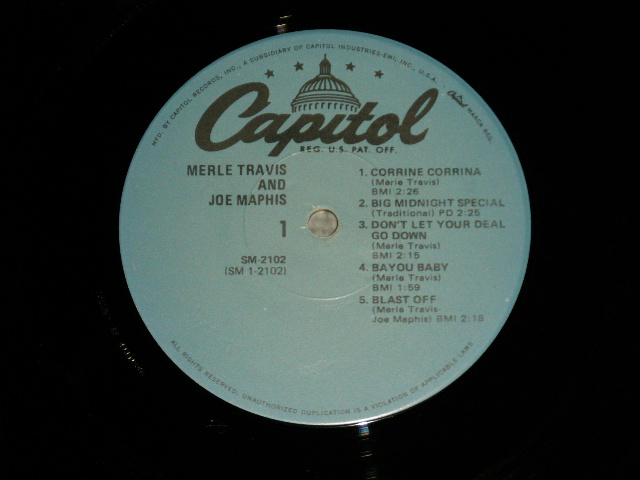 MFD. BY CAPITOL RECORDS, INC., A SUBSIDIARY OF CAPITOL INDUSTRIES-EMI, INC., U.S.A. Capitol MARCA REG.
Capitol
REG. U.S. PAT. OFF.
MERLE TRAVIS
AND
JOE MAPHIS
1
SM-2102
(SM 1-2102)
1. CORRINE CORRINA
(Merle Travis)
BMI 2:26
2. BIG MIDNIGHT SPECIAL
(Traditional) PD 2:25
3. DON'T LET YOUR DEAL
GO DOWN
(Merle Travis)
BMI 2:15
4. BAYOU BABY
(Merle Travis)
BMI 1:59
5. BLAST OFF
(Merle Travis-
Joe Maphis) BMI 2:18
ALL RIGHTS RESERVED. UNAUTHORIZED DUPLICATION IS A VIOLATION OF APPLICABLE LAWS